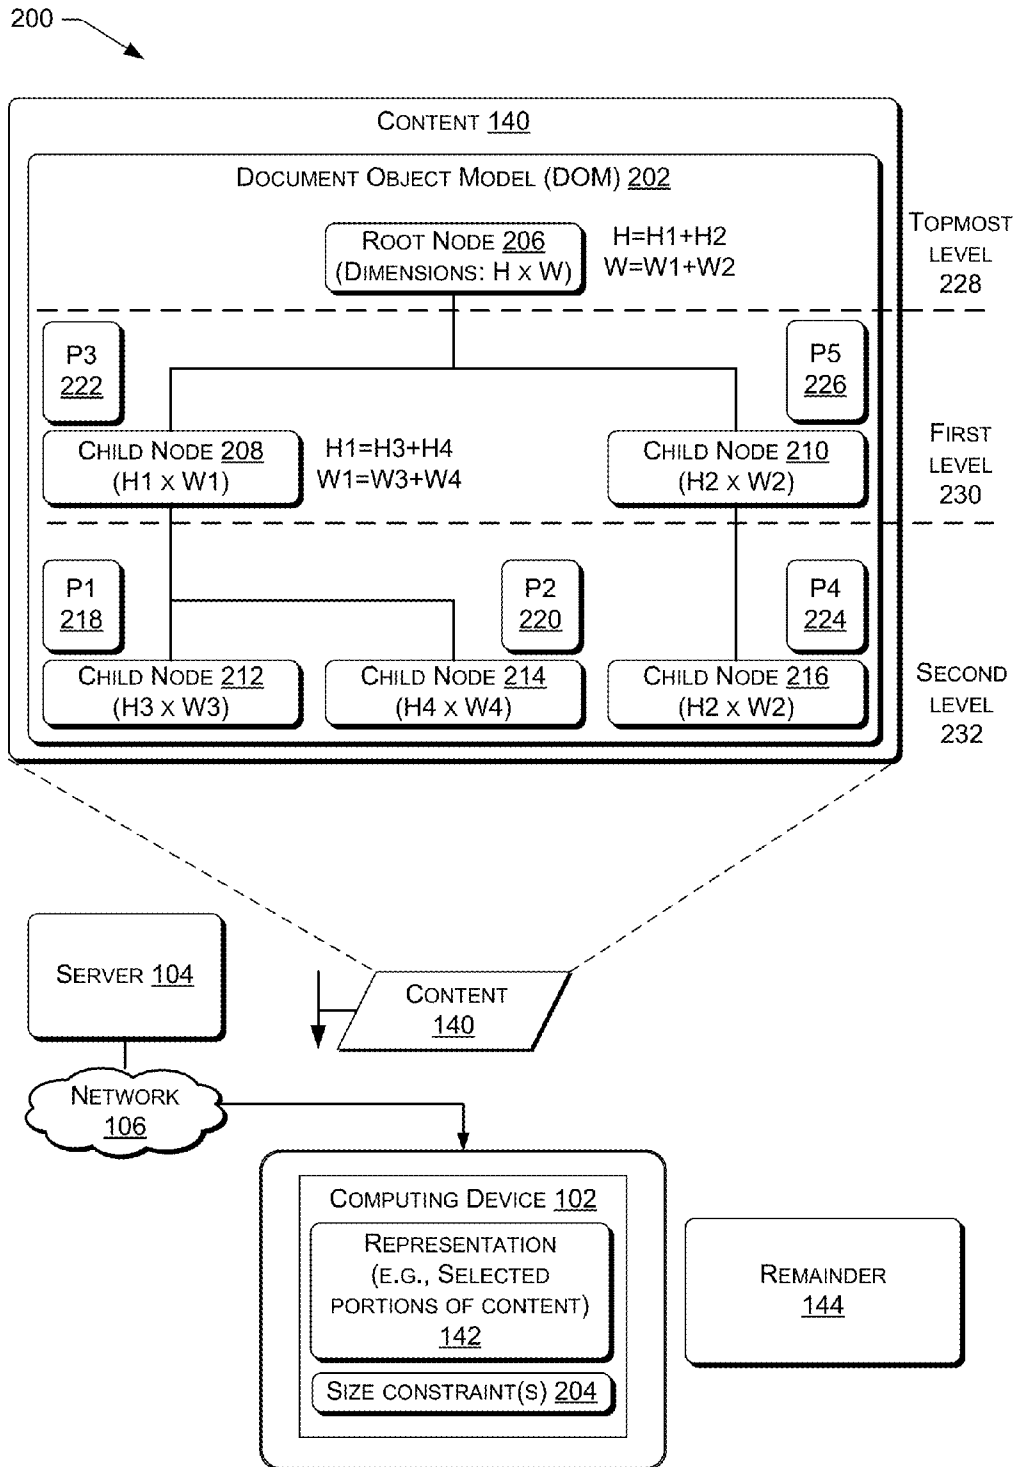 200
CONTENT 140
DOCUMENT OBJECT MODEL (DOM) 202
ROOT NODE 206
(DIMENSIONS: H X W)
H=H1+H2
W=W1+W2
TOPMOST
LEVEL
228
P3
222
P5
226
CHILD NODE 208
(H1 X W1)
H1=H3+H4
W1=W3+W4
CHILD NODE 210
(H2 X W2)
FIRST
LEVEL
230
P1
218
P2
220
P4
224
CHILD NODE 212
(H3 X W3)
CHILD NODE 214
(H4 X W4)
CHILD NODE 216
(H2 X W2)
SECOND
LEVEL
232
SERVER 104
CONTENT
140
NETWORK
106
COMPUTING DEVICE 102
REPRESENTATION
(E.G., SELECTED
PORTIONS OF CONTENT)
142
SIZE CONSTRAINT(S) 204
REMAINDER
144